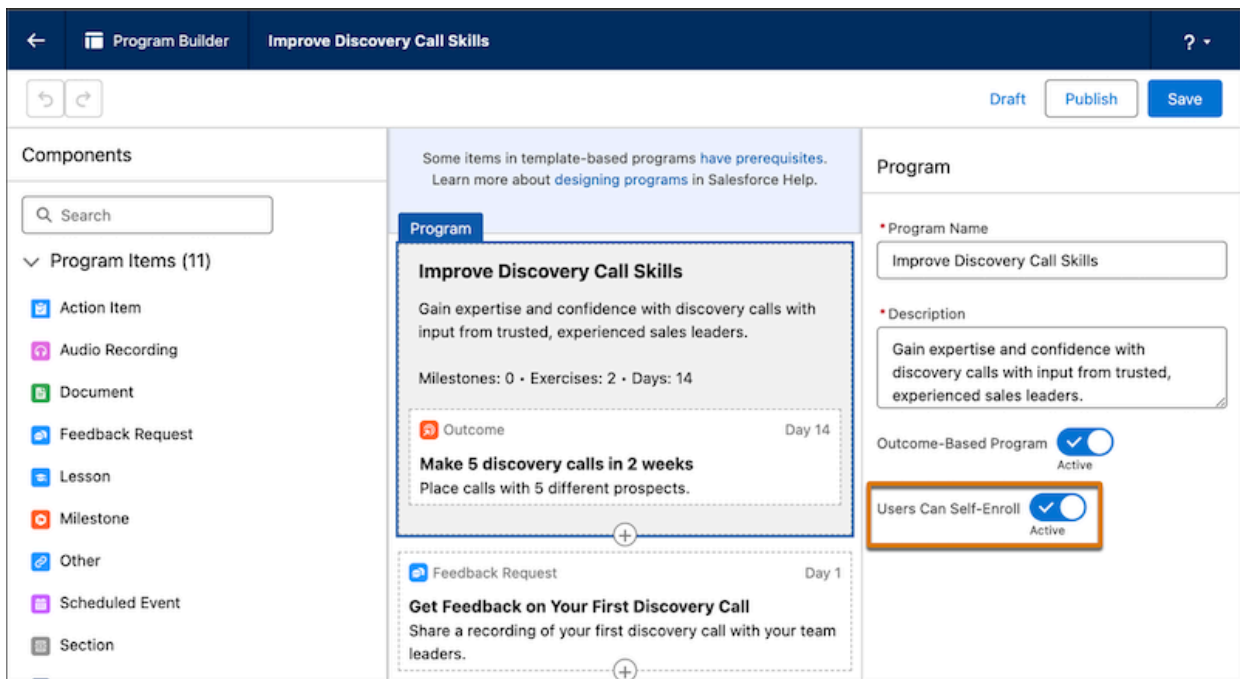 Program Builder
Improve Discovery Call Skills
? 
Draft
Publish
Save
Components
Search
Program Items (11)
Action Item
Audio Recording
Document
Feedback Request
Lesson
Milestone
Other
Scheduled Event
Section
Some items in template-based programs have prerequisites.
Learn more about designing programs in Salesforce Help.
Program
Improve Discovery Call Skills
Gain expertise and confidence with discovery calls with
input from trusted, experienced sales leaders.
Milestones: 0 • Exercises: 2 • Days: 14
Outcome
Day 14
Make 5 discovery calls in 2 weeks
Place calls with 5 different prospects.
Feedback Request
Day 1
Get Feedback on Your First Discovery Call
Share a recording of your first discovery call with your team
leaders.
Program
* Program Name
Improve Discovery Call Skills
* Description
Gain expertise and confidence with
discovery calls with input from trusted,
experienced sales leaders.
Outcome-Based Program
Active
Users Can Self-Enroll
Active